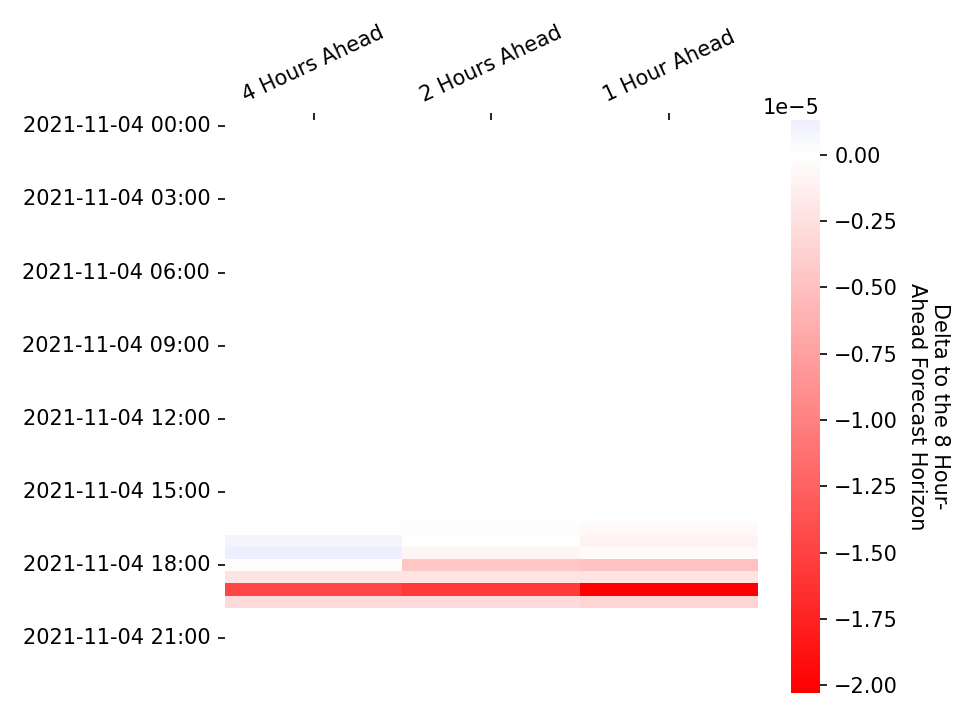 4 Hours Ahead
2 Hours Ahead
1 Hour Ahead
1e−5
2021-11-04 00:00
2021-11-04 03:00
2021-11-04 06:00
2021-11-04 09:00
2021-11-04 12:00
2021-11-04 15:00
2021-11-04 18:00
2021-11-04 21:00
0.00
−0.25
−0.50
−0.75
−1.00
−1.25
−1.50
−1.75
−2.00
Delta to the 8 Hour-
Ahead Forecast Horizon